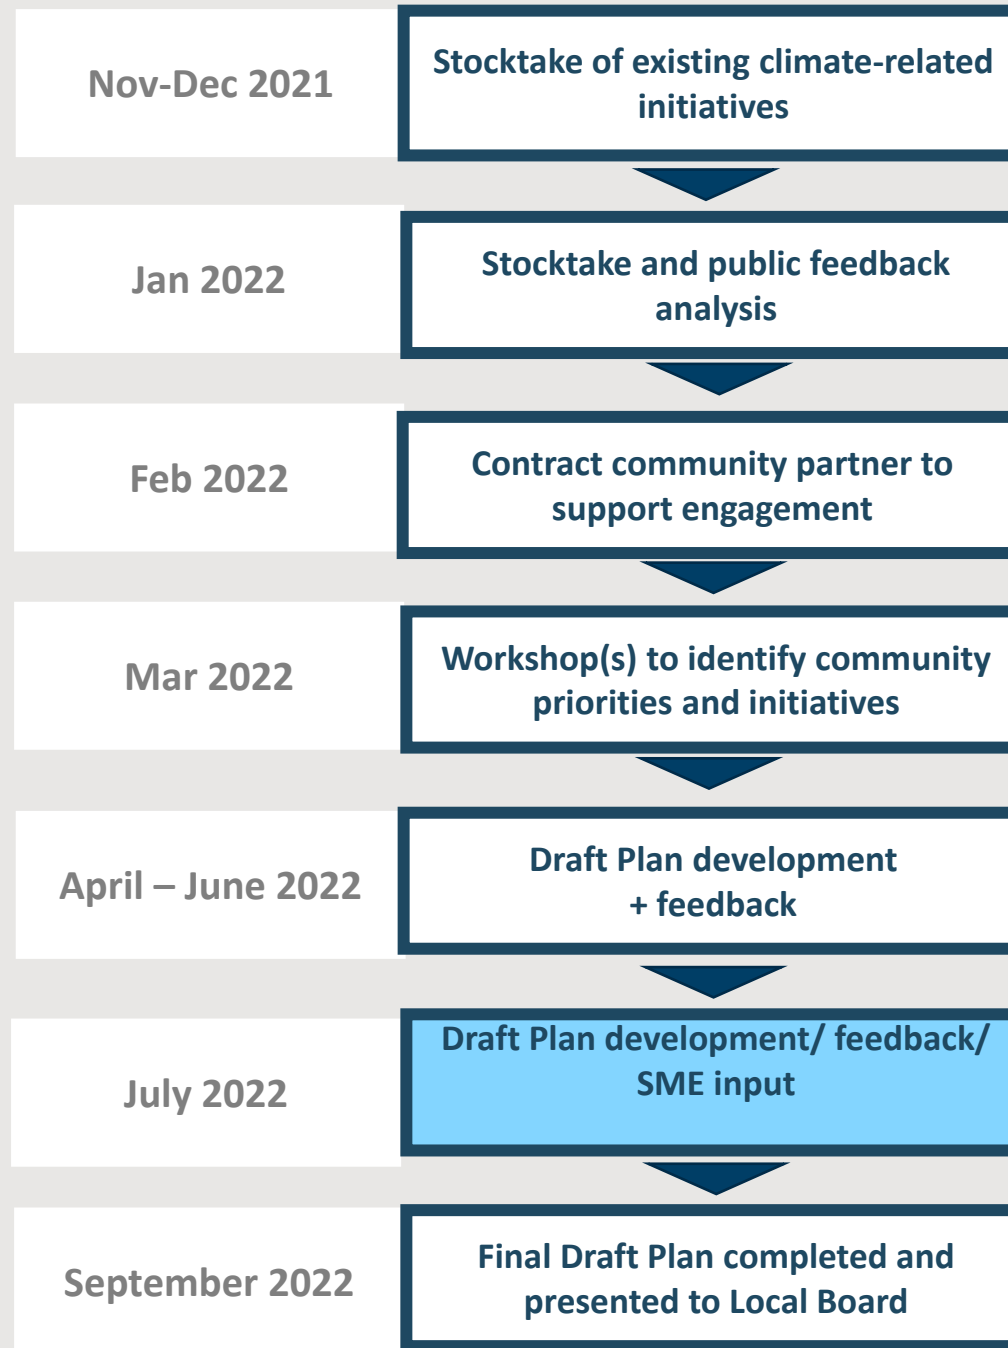 Nov-Dec 2021
Stocktake of existing climate-related
initiatives
Jan 2022
Stocktake and public feedback
analysis
Feb 2022
Contract community partner to
support engagement
Mar 2022
Workshop(s) to identify community
priorities and initiatives
April – June 2022
Draft Plan development
+ feedback
July 2022
Draft Plan development/ feedback/
SME input
September 2022
Final Draft Plan completed and
presented to Local Board